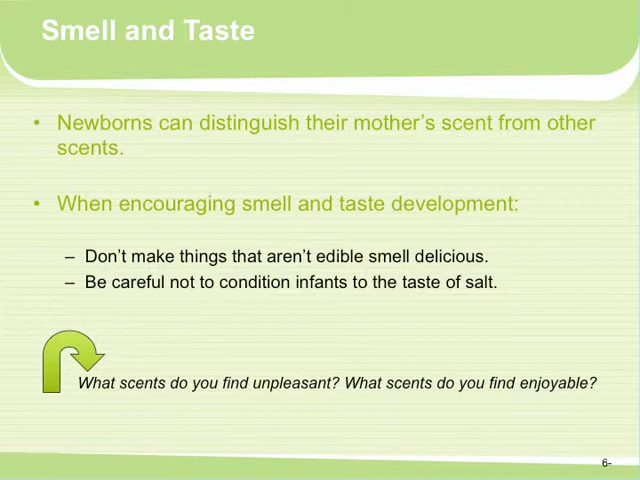 Smell and Taste
• Newborns can distinguish their mother's scent from other
scents.
• When encouraging smell and taste development:
– Don't make things that aren't edible smell delicious.
– Be careful not to condition infants to the taste of salt.
What scents do you find unpleasant? What scents do you find enjoyable?
6-